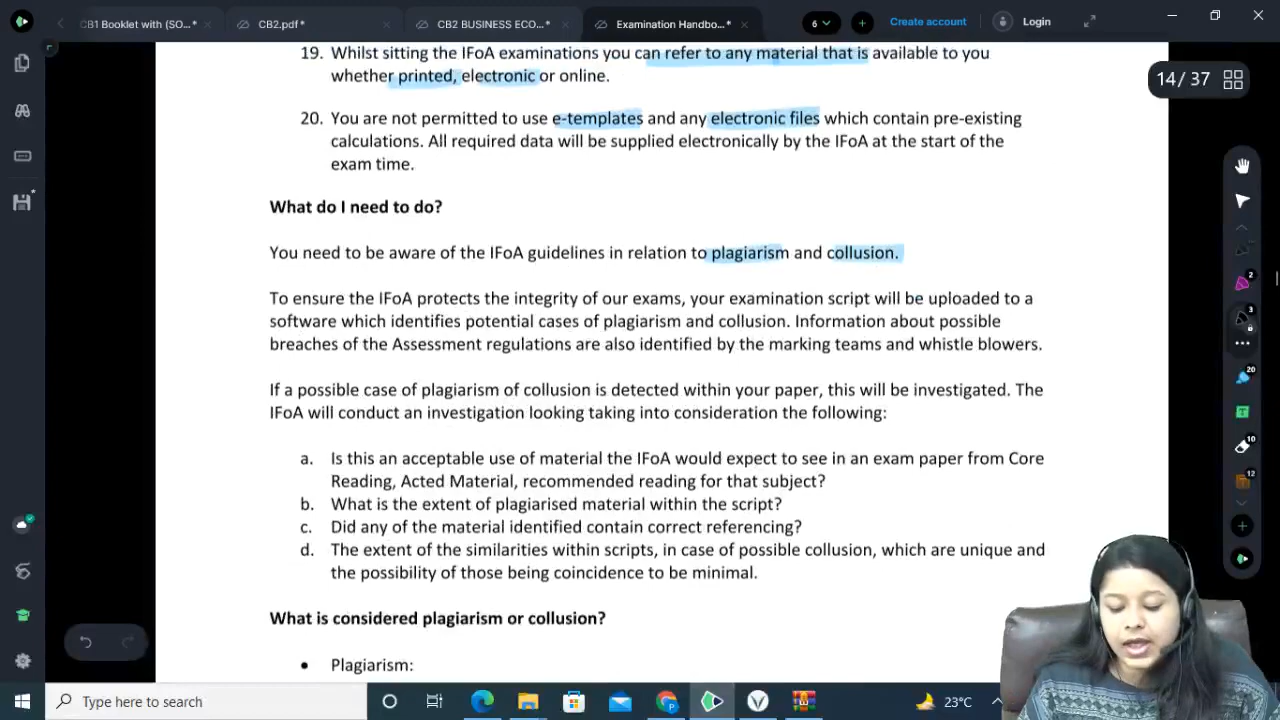 CB1 Booklet with (SO...*
CB2.pdf*
CB2 BUSINESS ECO...*
Examination Handbo...*
6
Create account
Login
19. Whilst sitting the IFoA examinations you can refer to any material that is available to you
whether printed, electronic or online.
14 / 37
20. You are not permitted to use e-templates and any electronic files which contain pre-existing
calculations. All required data will be supplied electronically by the IFoA at the start of the
exam time.
What do I need to do?
You need to be aware of the IFoA guidelines in relation to plagiarism and collusion.
To ensure the IFoA protects the integrity of our exams, your examination script will be uploaded to a
software which identifies potential cases of plagiarism and collusion. Information about possible
breaches of the Assessment regulations are also identified by the marking teams and whistle blowers.
If a possible case of plagiarism of collusion is detected within your paper, this will be investigated. The
IFoA will conduct an investigation looking taking into consideration the following:
a. Is this an acceptable use of material the IFoA would expect to see in an exam paper from Core
Reading, Acted Material, recommended reading for that subject?
b. What is the extent of plagiarised material within the script?
c. Did any of the material identified contain correct referencing?
d. The extent of the similarities within scripts, in case of possible collusion, which are unique and
the possibility of those being coincidence to be minimal.
What is considered plagiarism or collusion?
• Plagiarism:
2
3
20
10
12
Type here to search
23°C